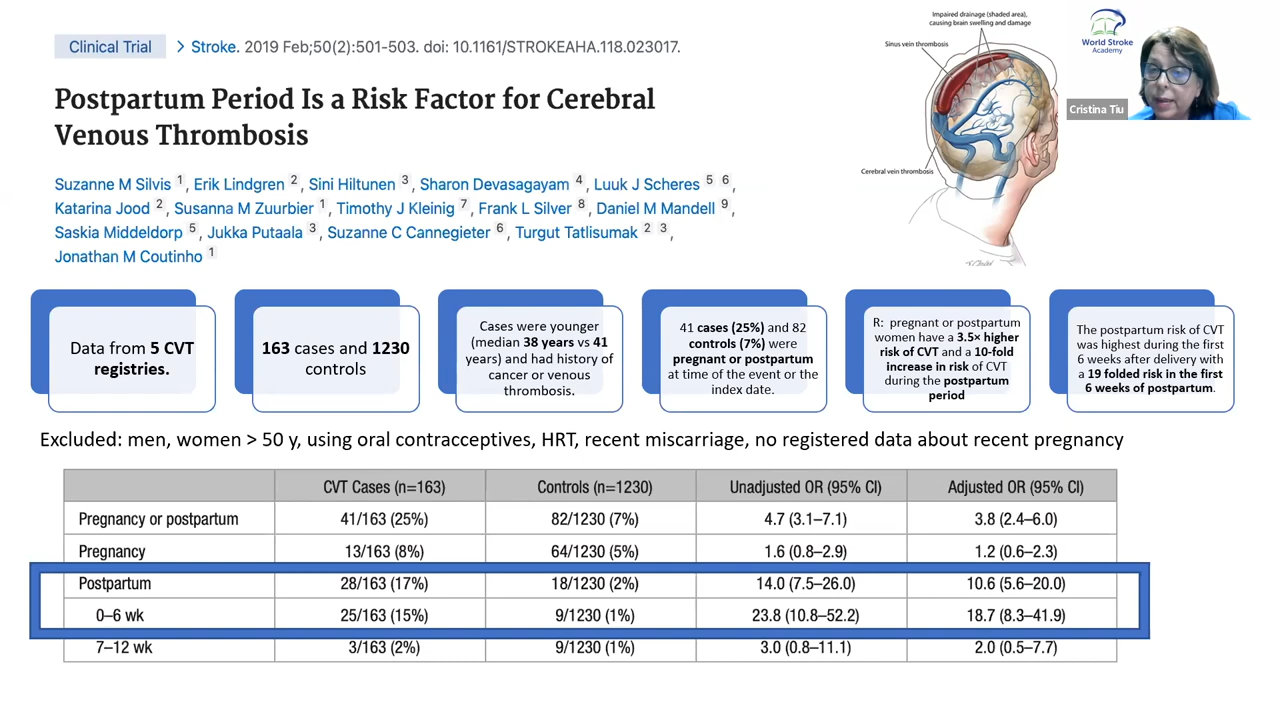 Clinical Trial > Stroke. 2019 Feb;50(2):501-503. doi: 10.1161/STROKEAHA.118.023017.
Postpartum Period Is a Risk Factor for Cerebral
Venous Thrombosis
Suzanne M Silvis 1, Erik Lindgren 2, Sini Hiltunen 3, Sharon Devasagayam 4, Luuk J Scheres 5 6,
Katarina Jood 2, Susanna M Zuurbier 1, Timothy J Kleinig 7, Frank L Silver 8, Daniel M Mandell 9,
Saskia Middeldorp 5, Jukka Putaala 3, Suzanne C Cannegieter 6, Turgut Tatlisumak 2 3,
Jonathan M Coutinho 1
Impaired drainage (shaded area),
causing brain swelling and damage
Sinus vein thrombosis
Cerebral vein thrombosis
World Stroke
Academy
Cristina Tiu
Data from 5 CVT
registries.
163 cases and 1230
controls
Cases were younger
(median 38 years vs 41
years) and had history of
cancer or venous
thrombosis.
41 cases (25%) and 82
controls (7%) were
pregnant or postpartum
at time of the event or the
index date.
R: pregnant or postpartum
women have a 3.5× higher
risk of CVT and a 10-fold
increase in risk of CVT
during the postpartum
period
The postpartum risk of CVT
was highest during the first
6 weeks after delivery with
a 19 folded risk in the first
6 weeks of postpartum.
Excluded: men, women > 50 y, using oral contracceptives, HRT, recent miscarriage, no registered data about recent pregnancy
CVT Cases (n=163) Controls (n=1230) Unadjusted OR (95% CI) Adjusted OR (95% CI)
Pregnancy or postpartum 41/163 (25%) 82/1230 (7%) 4.7 (3.1–7.1) 3.8 (2.4–6.0)
Pregnancy 13/163 (8%) 64/1230 (5%) 1.6 (0.8–2.9) 1.2 (0.6–2.3)
Postpartum 28/163 (17%) 18/1230 (2%) 14.0 (7.5–26.0) 10.6 (5.6–20.0)
0–6 wk 25/163 (15%) 9/1230 (1%) 23.8 (10.8–52.2) 18.7 (8.3–41.9)
7–12 wk 3/163 (2%) 9/1230 (1%) 3.0 (0.8–11.1) 2.0 (0.5–7.7)